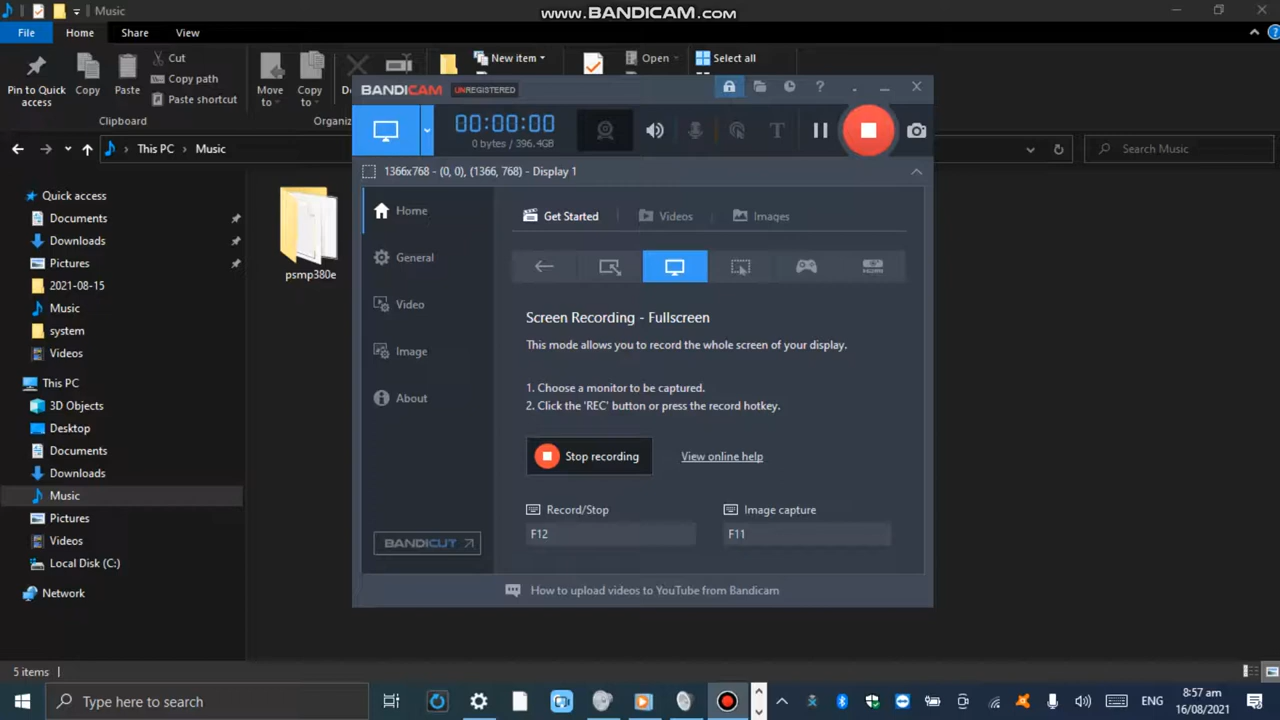 Music
www.BANDICAM.com
File Home Share View
Pin to Quick access
Copy
Paste
Cut
Copy path
Paste shortcut
Clipboard
Move to
Copy to
Organiz
New item
Open
Select all
This PC Music
Search Music
BANDICAM UNREGISTERED
00:00:00
0 bytes / 396.4GB
1366x768 - (0, 0), (1366, 768) - Display 1
Quick access
Documents
Downloads
Pictures
2021-08-15
Music
system
Videos
This PC
3D Objects
Desktop
Documents
Downloads
Music
Pictures
Videos
Local Disk (C:)
Network
psmp380e
Home
General
Video
Image
About
BANDICUT
Get Started Videos Images
HDMI
Screen Recording - Fullscreen
This mode allows you to record the whole screen of your display.
1. Choose a monitor to be captured.
2. Click the 'REC' button or press the record hotkey.
Stop recording View online help
Record/Stop Image capture
F12 F11
How to upload videos to YouTube from Bandicam
5 items
Type here to search
ENG
8:57 am
16/08/2021